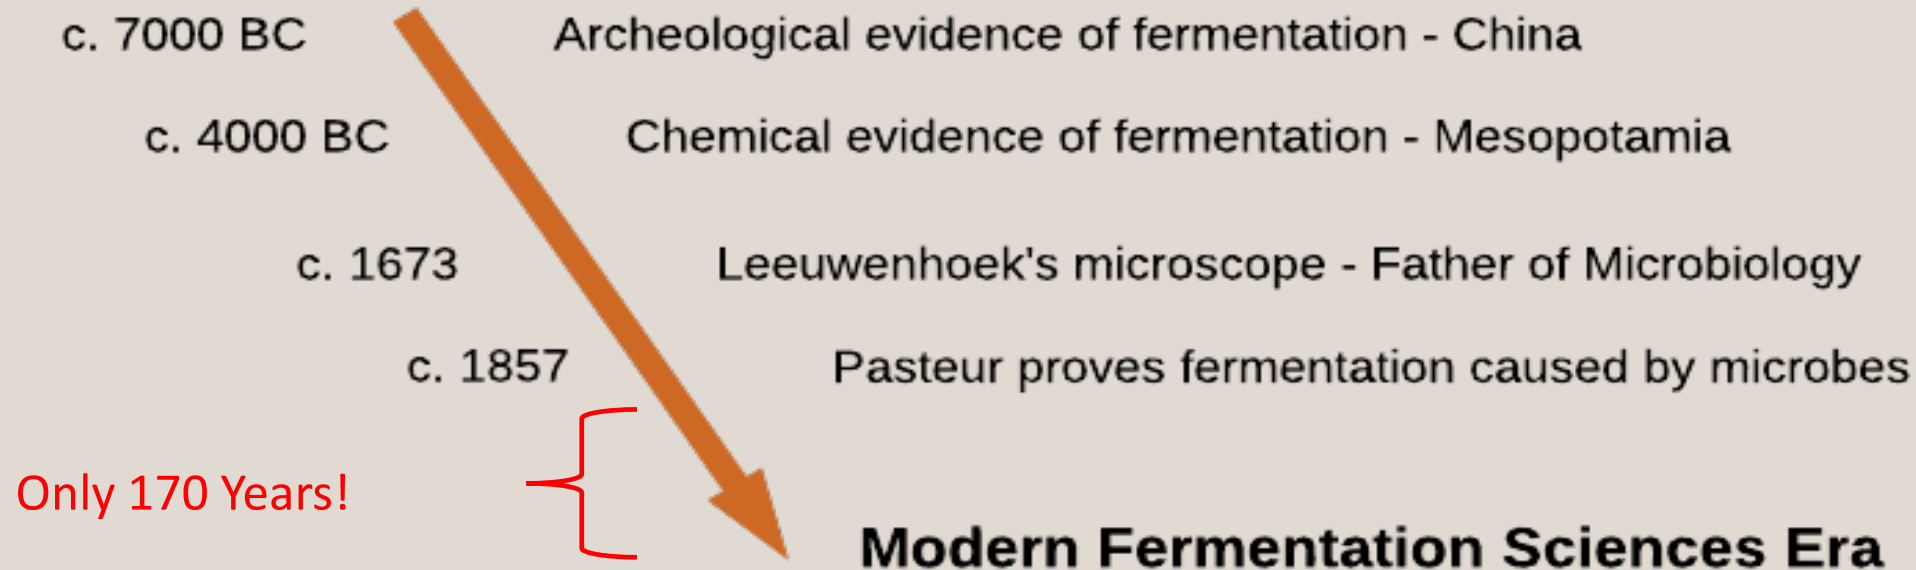 c. 7000 BC Archeological evidence of fermentation - China
c. 4000 BC Chemical evidence of fermentation - Mesopotamia
c. 1673 Leeuwenhoek's microscope - Father of Microbiology
c. 1857 Pasteur proves fermentation caused by microbes
Only 170 Years!
Modern Fermentation Sciences Era